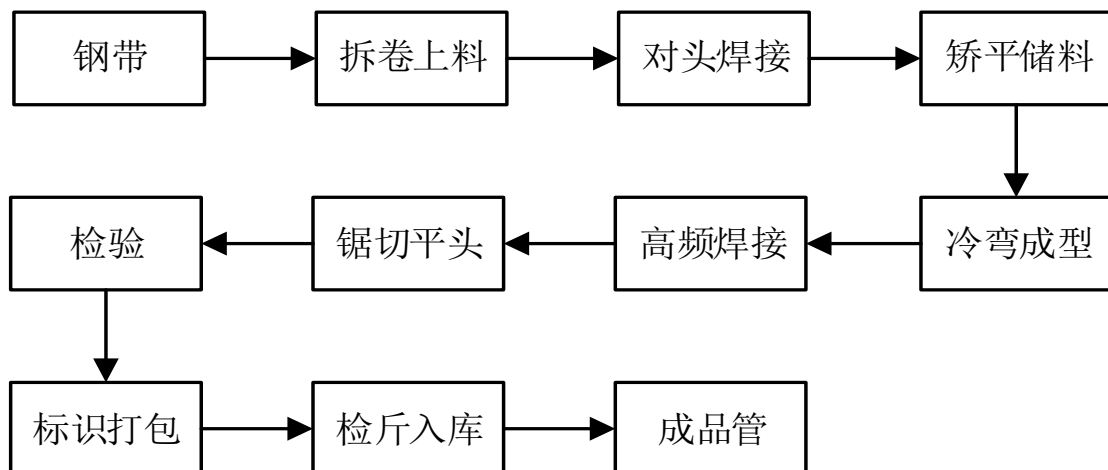 钢带
拆卷上料
对头焊接
矫平储料
冷弯成型
高频焊接
锯切平头
检验
标识打包
检斤入库
成品管